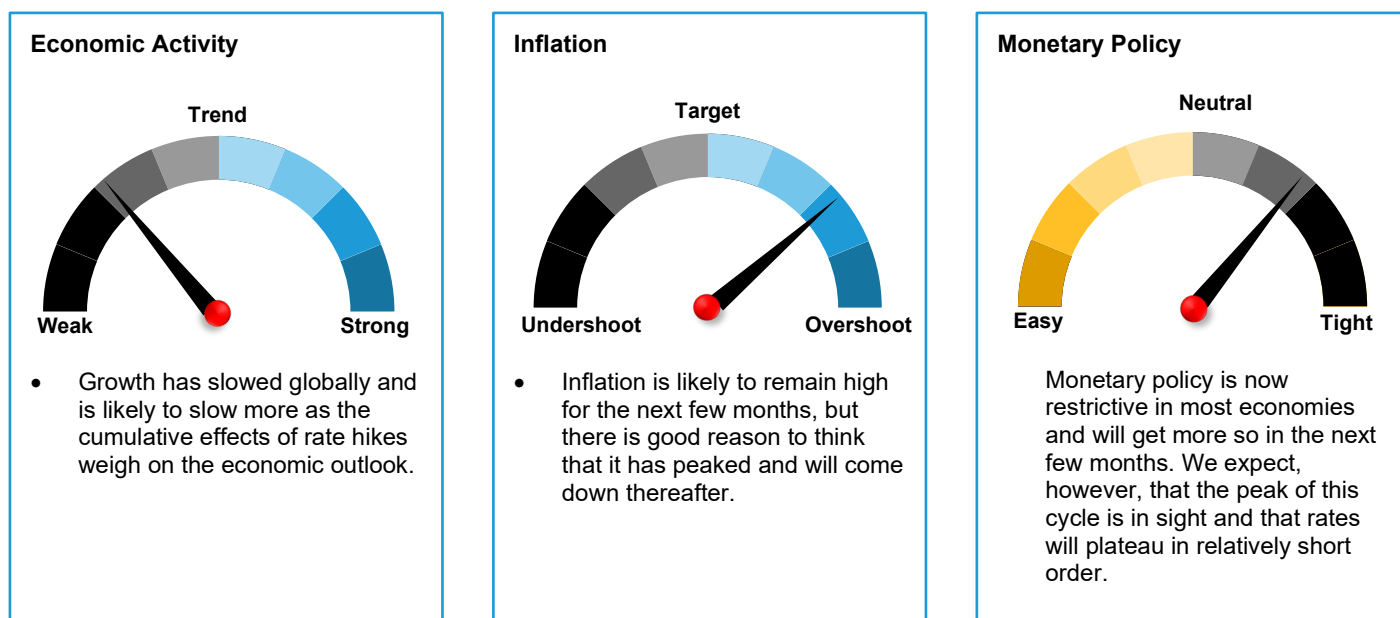 Economic Activity
Trend
Weak
Strong
• Growth has slowed globally and
is likely to slow more as the
cumulative effects of rate hikes
weigh on the economic outlook.
Inflation
Target
Undershoot
Overshoot
• Inflation is likely to remain high
for the next few months, but
there is good reason to think
that it has peaked and will come
down thereafter.
Monetary Policy
Neutral
Easy
Tight
Monetary policy is now
restrictive in most economies
and will get more so in the next
few months. We expect,
however, that the peak of this
cycle is in sight and that rates
will plateau in relatively short
order.